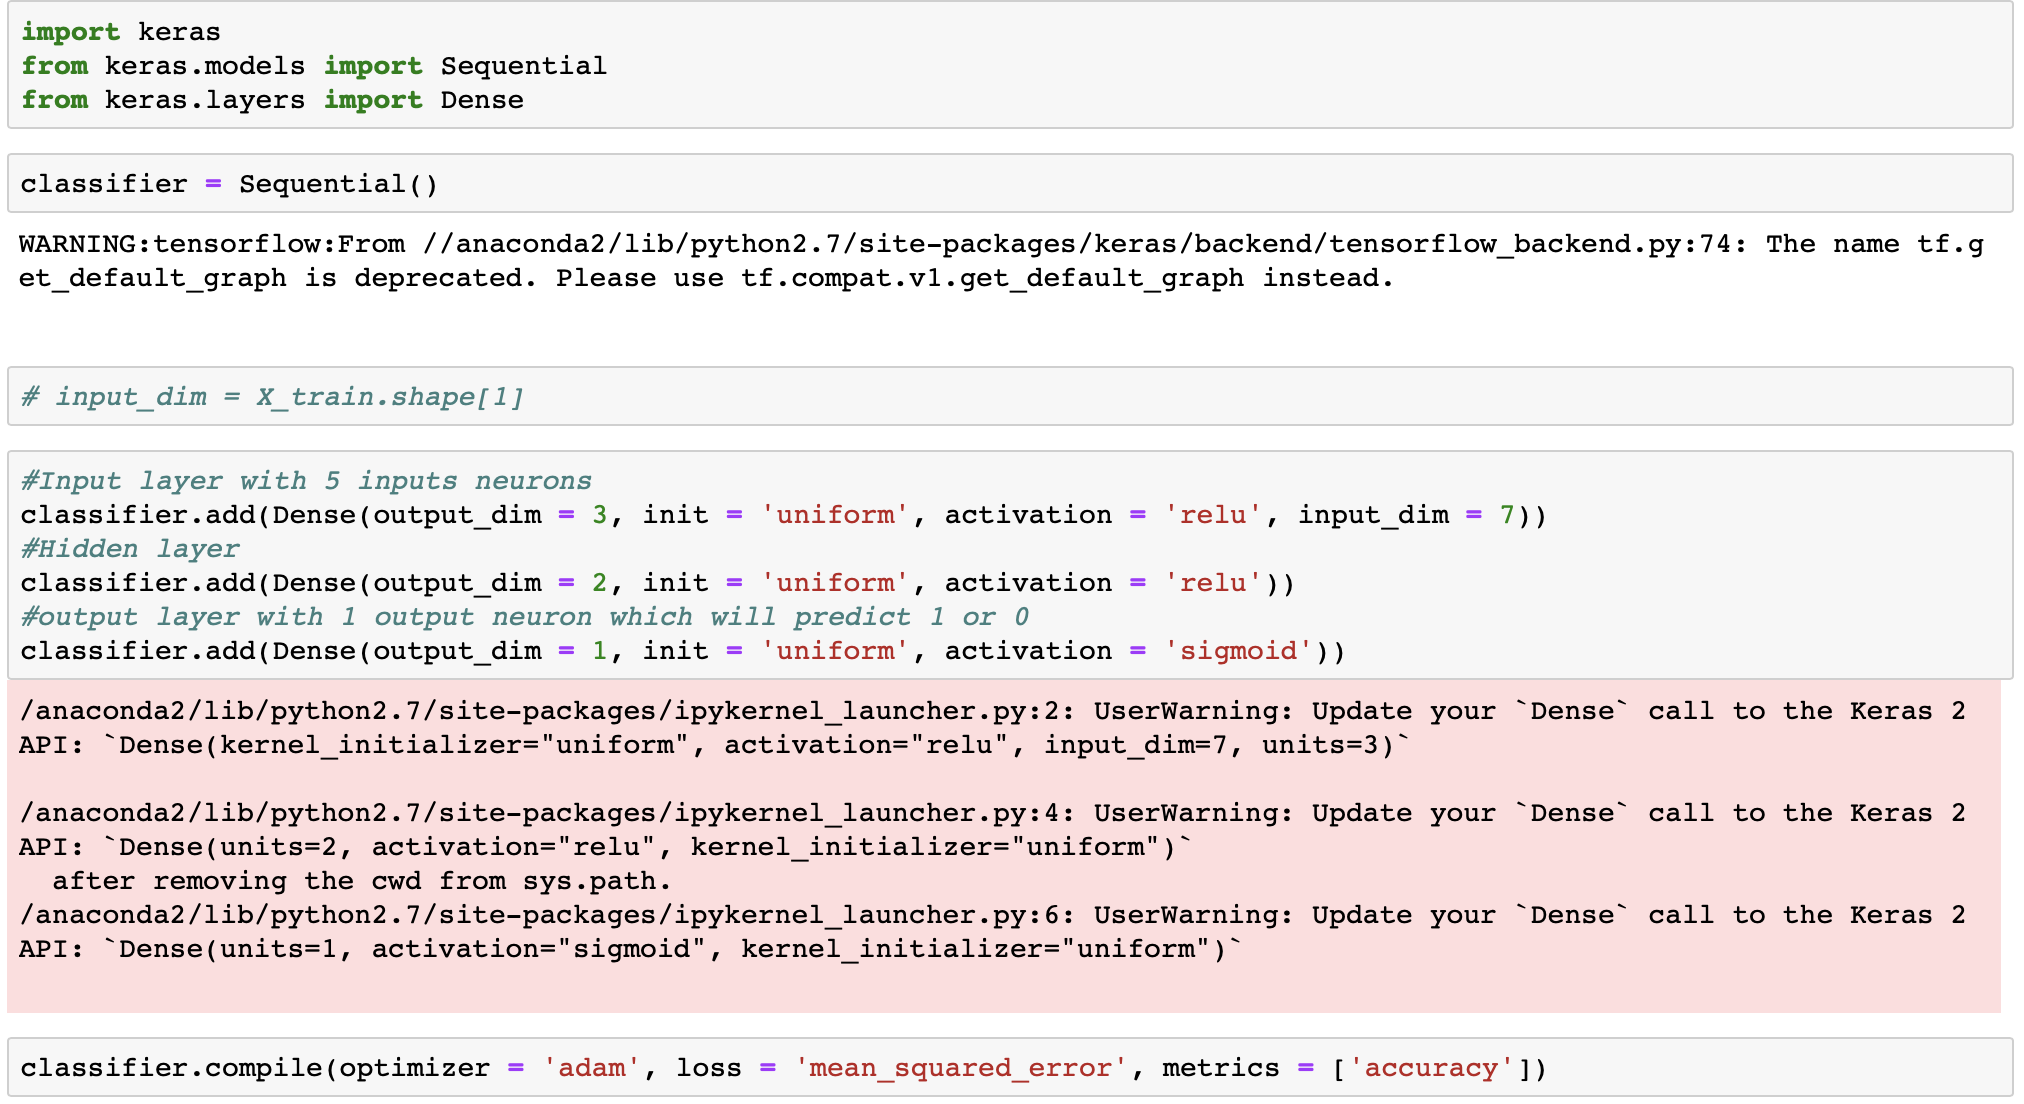 import keras
from keras.models import Sequential
from keras.layers import Dense
classifier = Sequential()
WARNING:tensorflow:From //anaconda2/lib/python2.7/site-packages/keras/backend/tensorflow_backend.py:74: The name tf.g
et_default_graph is deprecated. Please use tf.compat.v1.get_default_graph instead.
# input_dim = X_train.shape[1]
#Input layer with 5 inputs neurons
classifier.add(Dense(output_dim = 3, init = 'uniform', activation = 'relu', input_dim = 7))
#Hidden layer
classifier.add(Dense(output_dim = 2, init = 'uniform', activation = 'relu'))
#output layer with 1 output neuron which will predict 1 or 0
classifier.add(Dense(output_dim = 1, init = 'uniform', activation = 'sigmoid'))
/anaconda2/lib/python2.7/site-packages/ipykernel_launcher.py:2: UserWarning: Update your `Dense` call to the Keras 2
API: `Dense(kernel_initializer="uniform", activation="relu", input_dim=7, units=3)`
/anaconda2/lib/python2.7/site-packages/ipykernel_launcher.py:4: UserWarning: Update your `Dense` call to the Keras 2
API: `Dense(units=2, activation="relu", kernel_initializer="uniform")`
  after removing the cwd from sys.path.
/anaconda2/lib/python2.7/site-packages/ipykernel_launcher.py:6: UserWarning: Update your `Dense` call to the Keras 2
API: `Dense(units=1, activation="sigmoid", kernel_initializer="uniform")`
classifier.compile(optimizer = 'adam', loss = 'mean_squared_error', metrics = ['accuracy'])